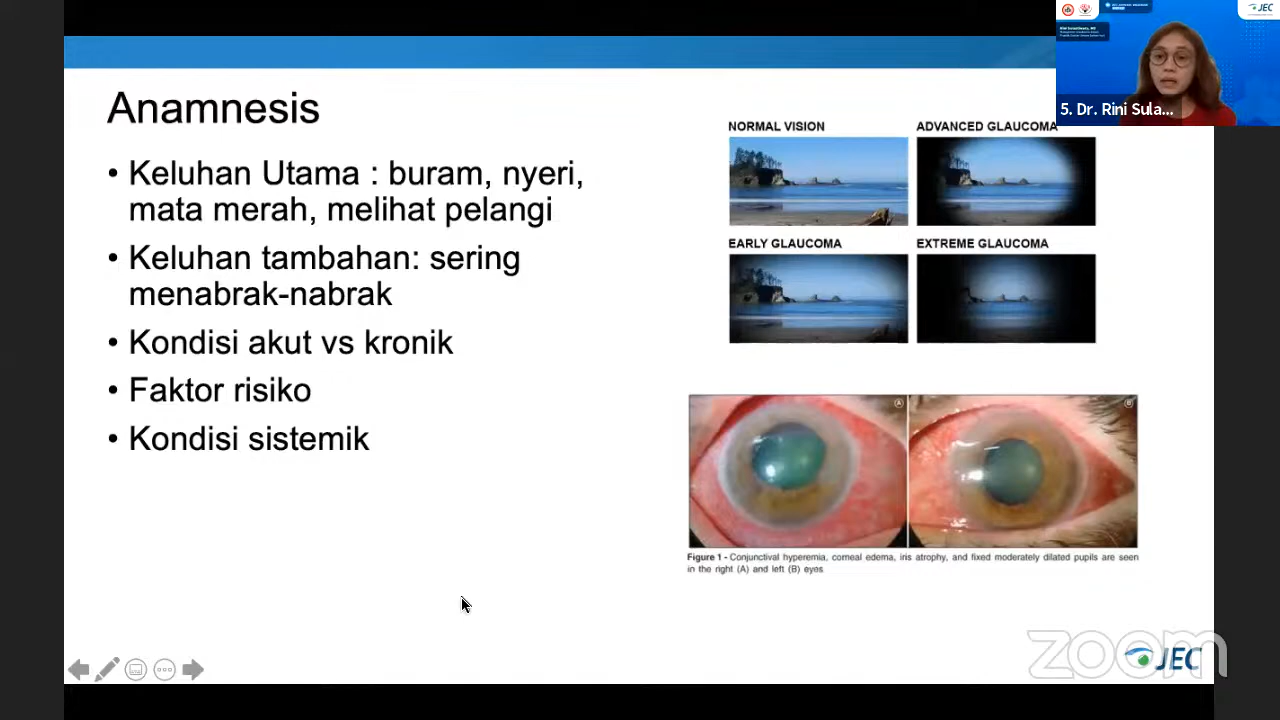 Anamnesis
• Keluhan Utama : buram, nyeri,
mata merah, melihat pelangi
• Keluhan tambahan: sering
menabrak-nabrak
• Kondisi akut vs kronik
• Faktor risiko
• Kondisi sistemik
NORMAL VISION
ADVANCED GLAUCOMA
EARLY GLAUCOMA
EXTREME GLAUCOMA
A
B
Figure 1 - Conjunctival hyperemia, corneal edema, iris atrophy, and fixed moderately dilated pupils are seen
in the right (A) and left (B) eyes
JEC
5. Dr. Rini Sula...
zoom
JEC